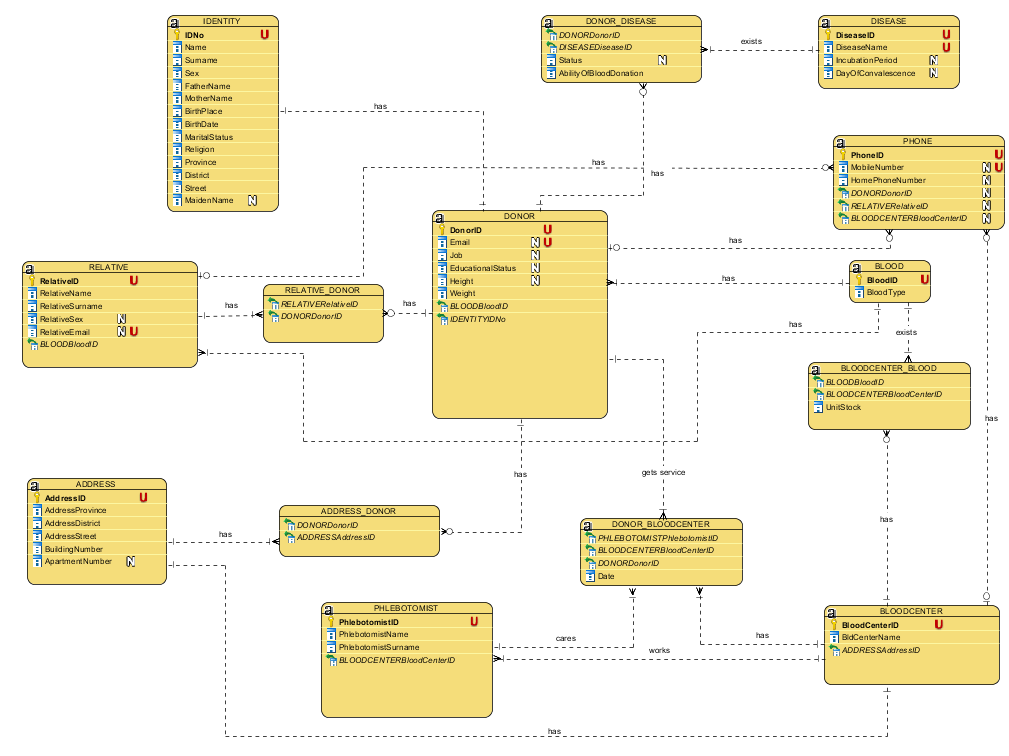 IDENTITY
IDNo U
Name
Surname
Sex
FatherName
MotherName
BirthPlace
BirthDate
MaritalStatus
Religion
Province
District
Street
MaidenName N
DONOR_DISEASE
DONORDonorID
DISEASEDiseaseID
Status N
AbilityOfBloodDonation
exists
DISEASE
DiseaseID U
DiseaseName U
IncubationPeriod N
DayOfConvalescence N
has
has
has
PHONE
PhoneID U
MobileNumber N U
HomePhoneNumber N
DONORDonorID N
RELATIVERelativeID N
BLOODCENTERBloodCenterID N
DONOR
DonorID U
Email N U
Job N
EducationalStatus N
Height N
Weight
BLOODBloodID
IDENTITYIDNo
has
has
BLOOD
BloodID U
BloodType
RELATIVE
RelativeID U
RelativeName
RelativeSurname
RelativeSex N
RelativeEmail N U
BLOODBloodID
has
RELATIVE_DONOR
RELATIVERelativeID
DONORDonorID
has
has
exists
BLOODCENTER_BLOOD
BLOODBloodID
BLOODCENTERBloodCenterID
UnitStock
has
has
gets service
ADDRESS
AddressID U
AddressProvince
AddressDistrict
AddressStreet
BuildingNumber
ApartmentNumber N
has
ADDRESS_DONOR
DONORDonorID
ADDRESSAddressID
DONOR_BLOODCENTER
PHLEBOTOMISTPhlebotomistID
BLOODCENTERBloodCenterID
DONORDonorID
Date
has
PHLEBOTOMIST
PhlebotomistID U
PhlebotomistName
PhlebotomistSurname
BLOODCENTERBloodCenterID
cares
works
has
BLOODCENTER
BloodCenterID U
BldCenterName
ADDRESSAddressID
has